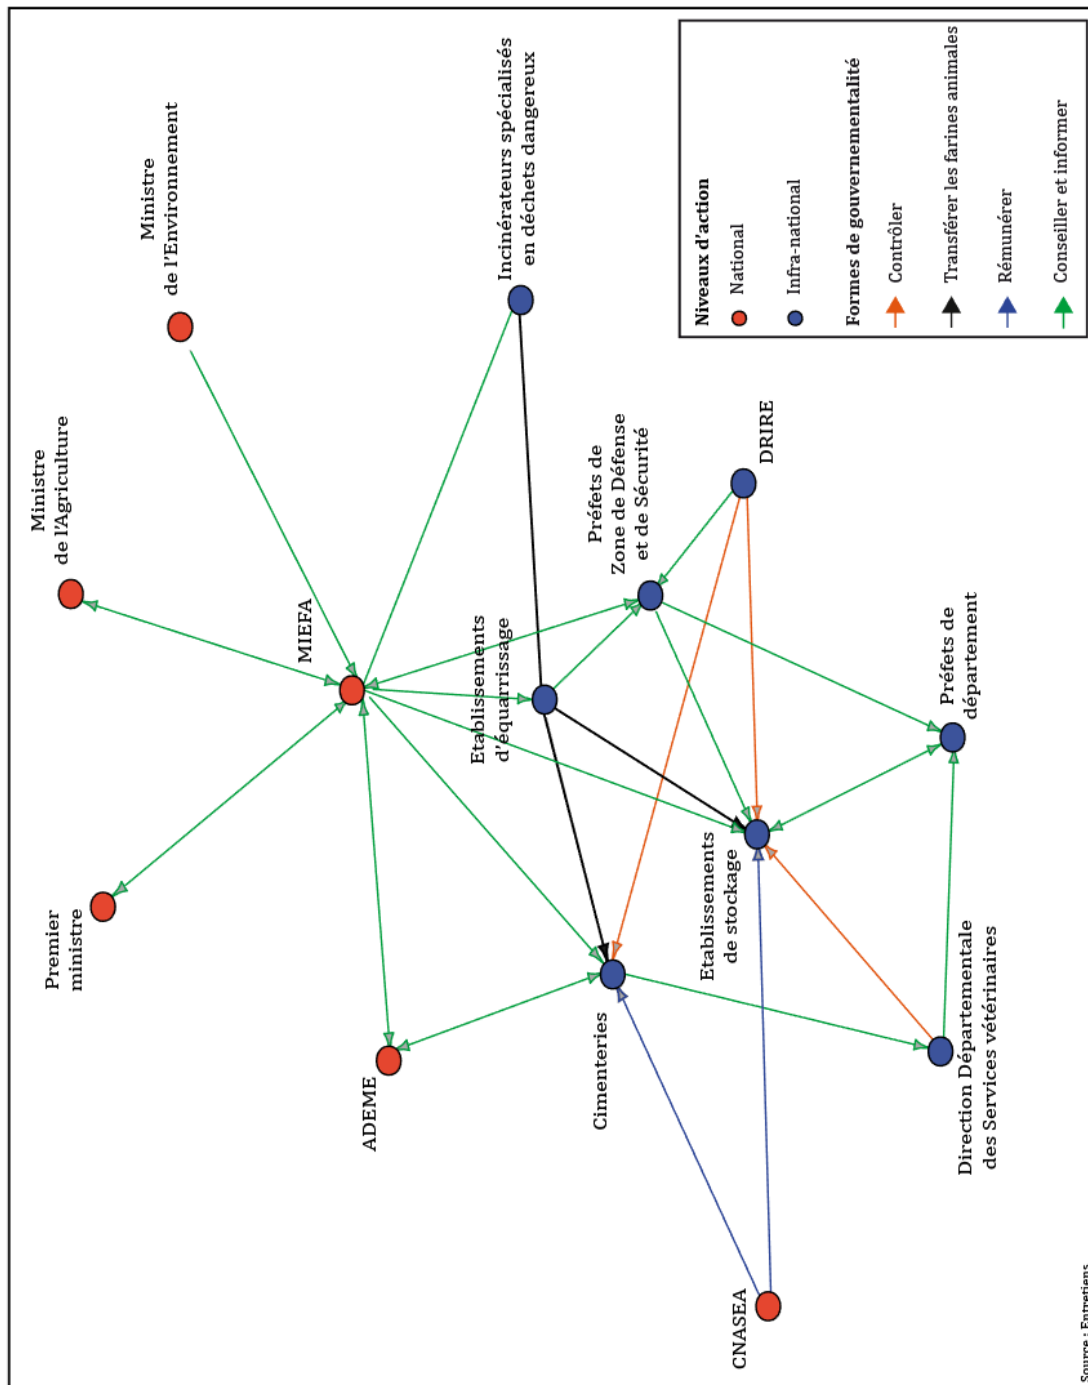 Ministre
de l'Environnement
Ministre
de l'Agriculture
Premier
ministre
MIEFA
Incinérateurs spécialisés
en déchets dangereux
ADEME
Etablissements
d'équarrissage
Préfets de
Zone de Défense
et de Sécurité
DRIRE
Cimenteries
Etablissements
de stockage
Préfets de
département
CNASEA
Direction Départementale
des Services vétérinaires
Niveaux d'action
National
Infra-national
Formes de gouvernementalité
Contrôler
Transférer les farines animales
Rémunérer
Conseiller et informer
Source : Entretiens